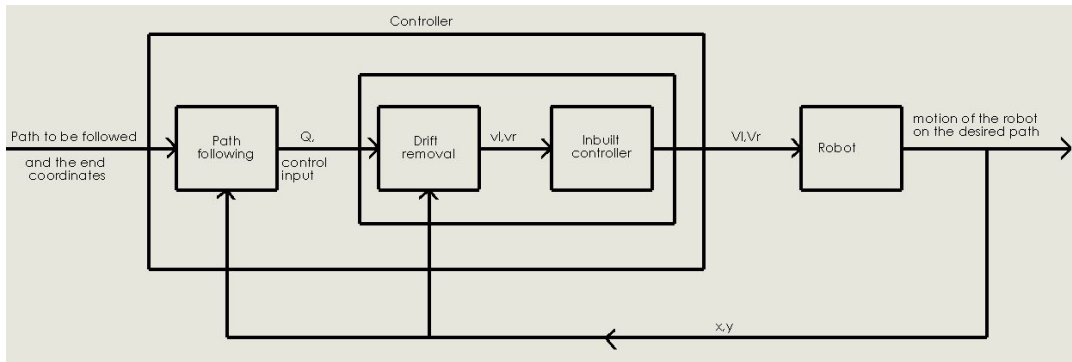 Controller
Path to be followed
and the end
coordinates
Path
following
Q,
control
input
Drift
removal
vl,vr
Inbuilt
controller
Vl,Vr
Robot
motion of the robot
on the desired path
x,y